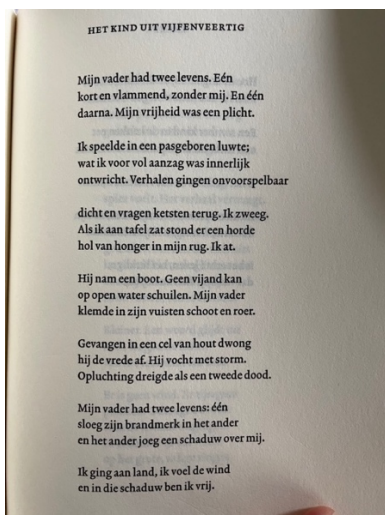 HET KIND UIT VIJFENVEERTIG
Mijn vader had twee levens. Eén
kort en vlammend, zonder mij. En één
daarna. Mijn vrijheid was een plicht.
Ik speelde in een pasgeboren luwte;
wat ik voor vol aanzag was innerlijk
ontwricht. Verhalen gingen onvoorspelbaar
dicht en vragen ketsten terug. Ik zweeg.
Als ik aan tafel zat stond er een horde
hol van honger in mijn rug. Ik at.
Hij nam een boot. Geen vijand kan
op open water schuilen. Mijn vader
klemde in zijn vuisten schoot en roer.
Gevangen in een cel van hout dwong
hij de vrede af. Hij vocht met storm.
Opluchting dreigde als een tweede dood.
Mijn vader had twee levens: één
sloeg zijn brandmerk in het ander
en het ander joeg een schaduw over mij.
Ik ging aan land, ik voel de wind
en in die schaduw ben ik vrij.